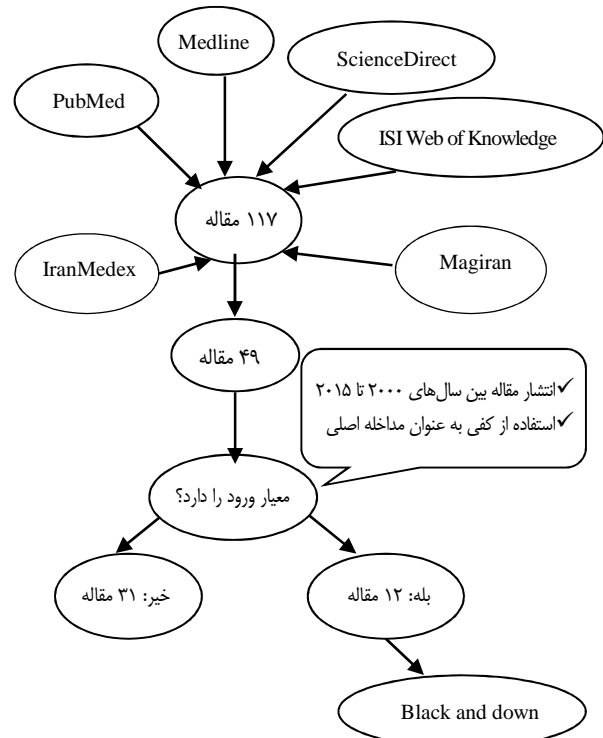 Medline
ScienceDirect
PubMed
ISI Web of Knowledge
۱۱۷ مقاله
IranMedex
Magiran
۴۹ مقاله
✓انتشار مقاله بین سال‌های ۲۰۰۰ تا ۲۰۱۵
✓استفاده از کفی به عنوان مداخله اصلی
معیار ورود را دارد؟
خیر: ۳۱ مقاله
بله: ۱۲ مقاله
Black and down